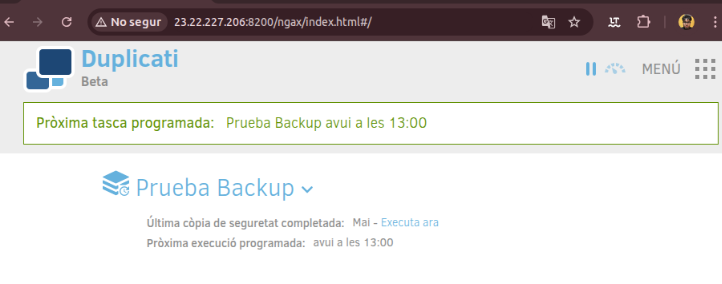 No segur 23.22.227.206:8200/ngax/index.html#/
Duplicati
Beta
MENÚ
Pròxima tasca programada: Prueba Backup avui a les 13:00
Prueba Backup
Última còpia de seguretat completada: Mai - Executa ara
Pròxima execució programada: avui a les 13:00